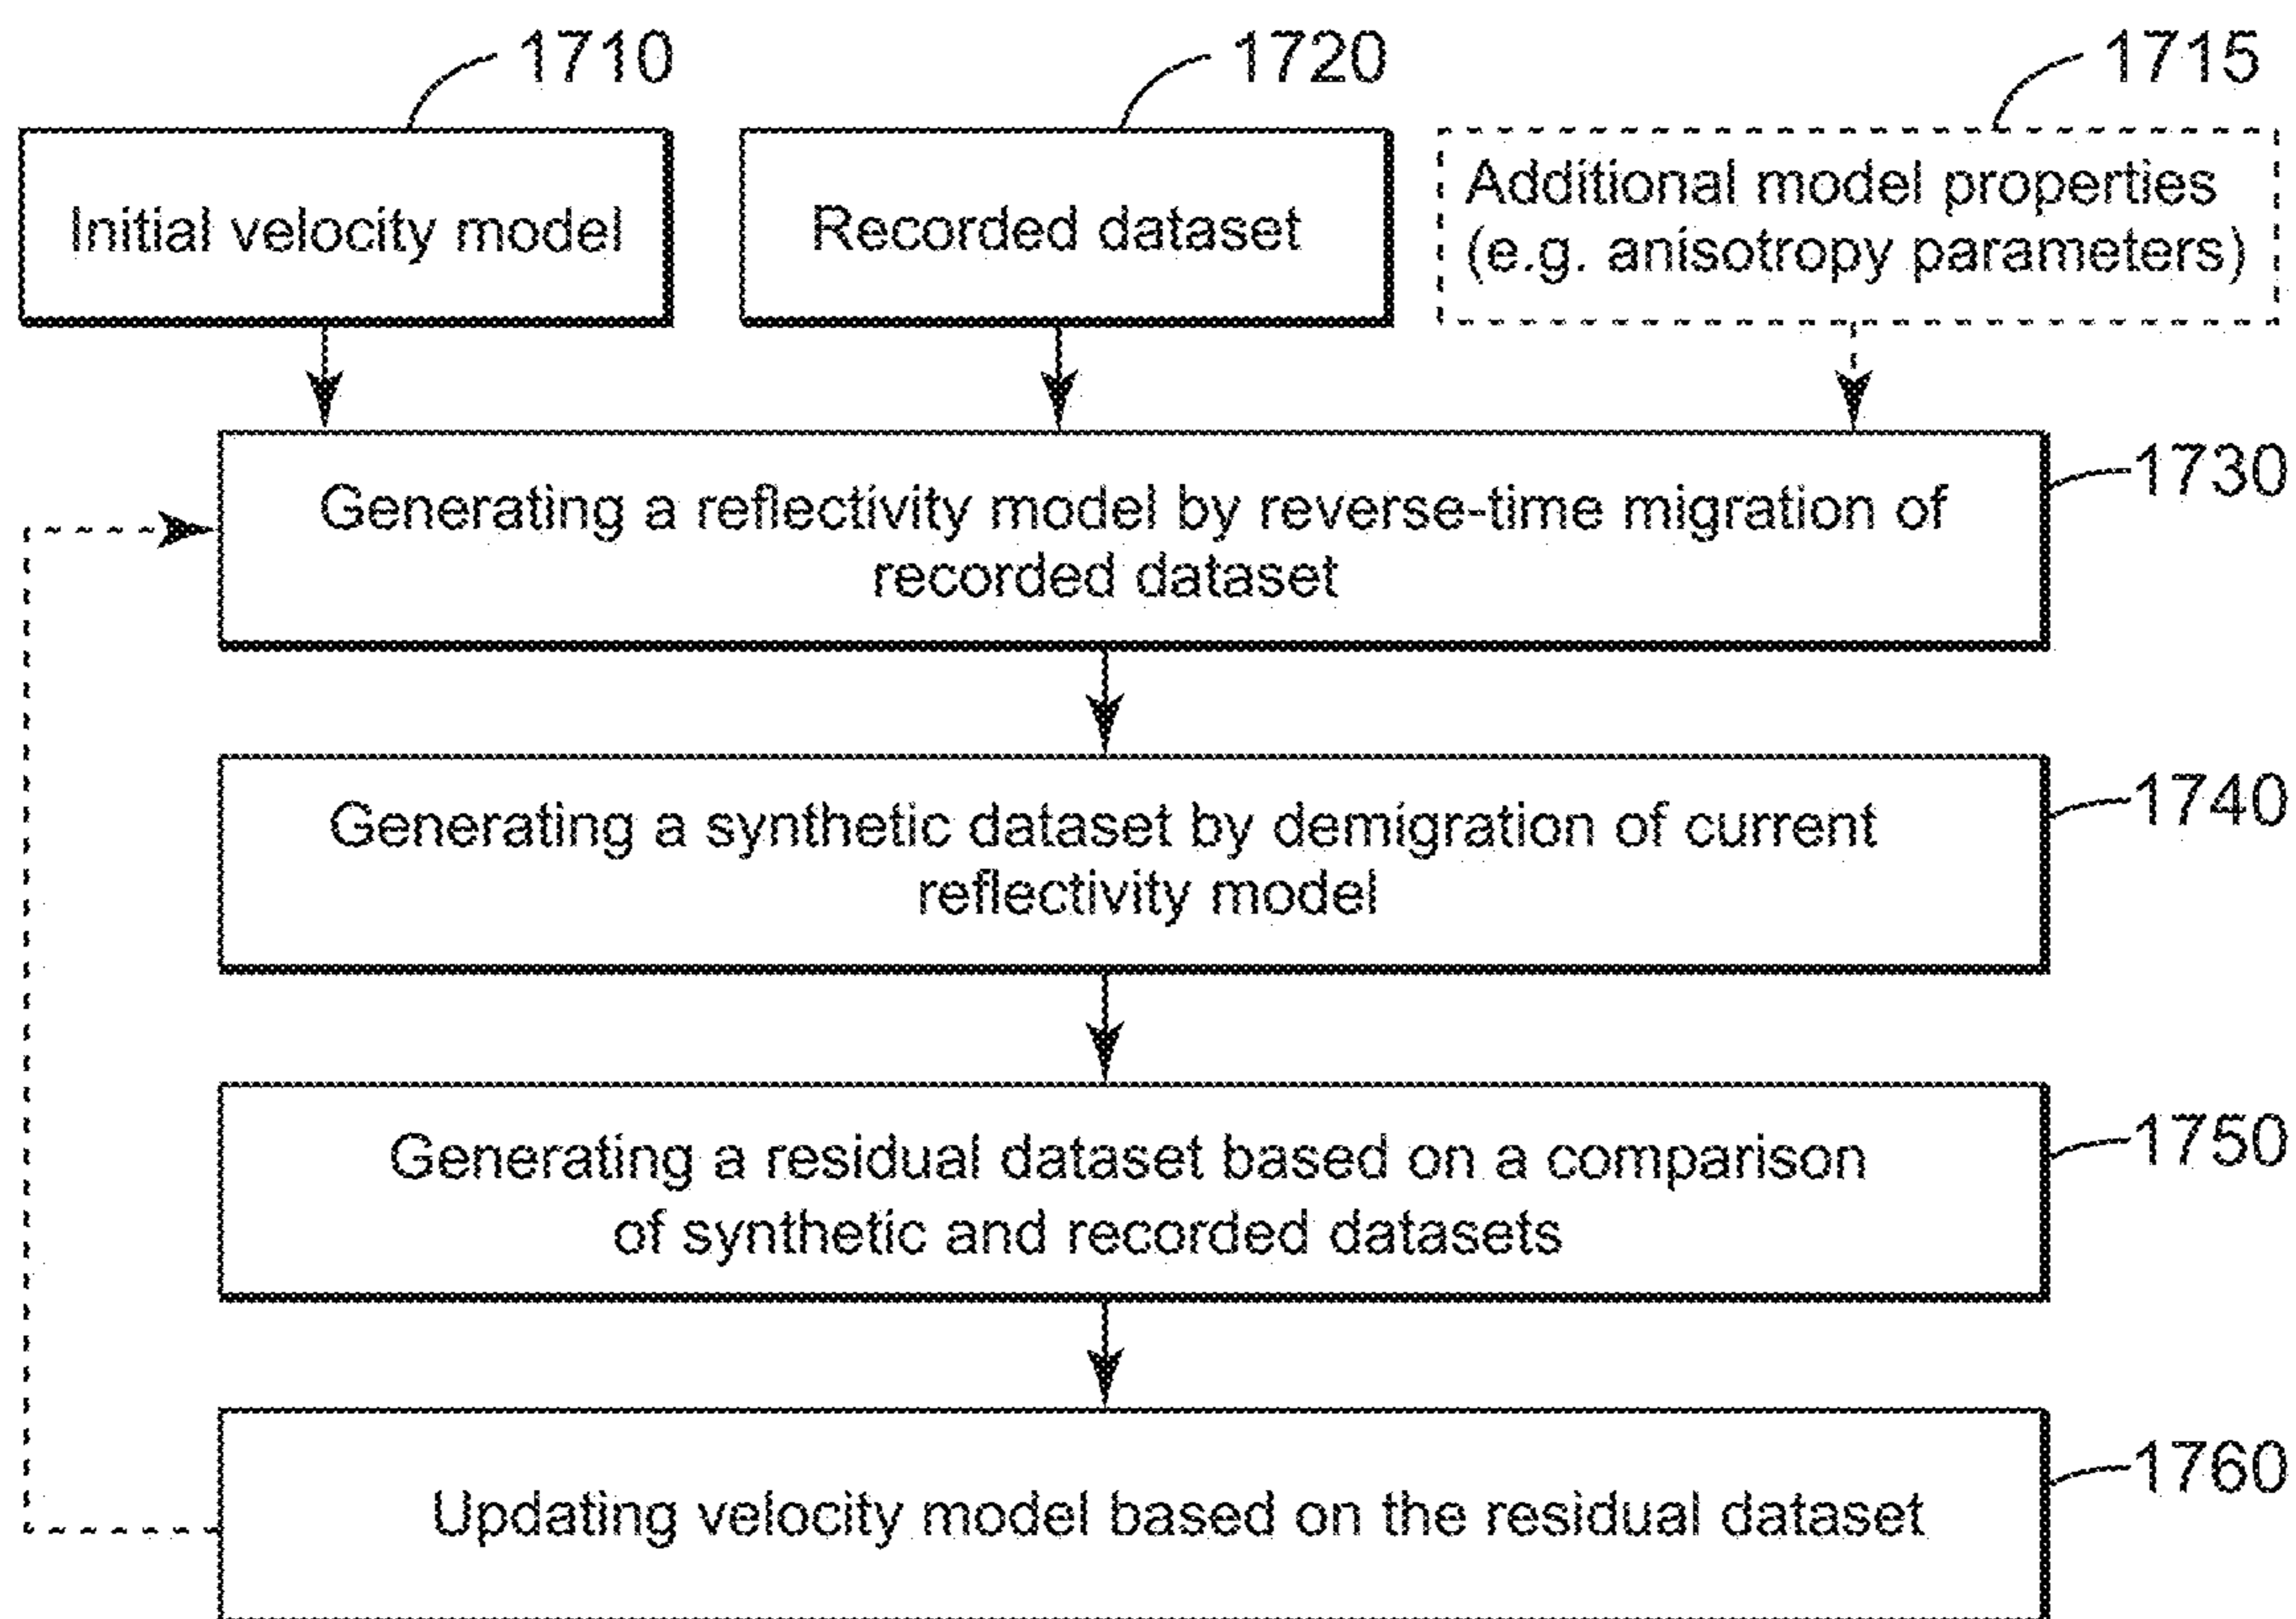 1710
1720
1715
Initial velocity model
Recorded dataset
Additional model properties
(e.g. anisotropy parameters)
1730
Generating a reflectivity model by reverse-time migration of
recorded dataset
1740
Generating a synthetic dataset by demigration of current
reflectivity model
1750
Generating a residual dataset based on a comparison
of synthetic and recorded datasets
1760
Updating velocity model based on the residual dataset